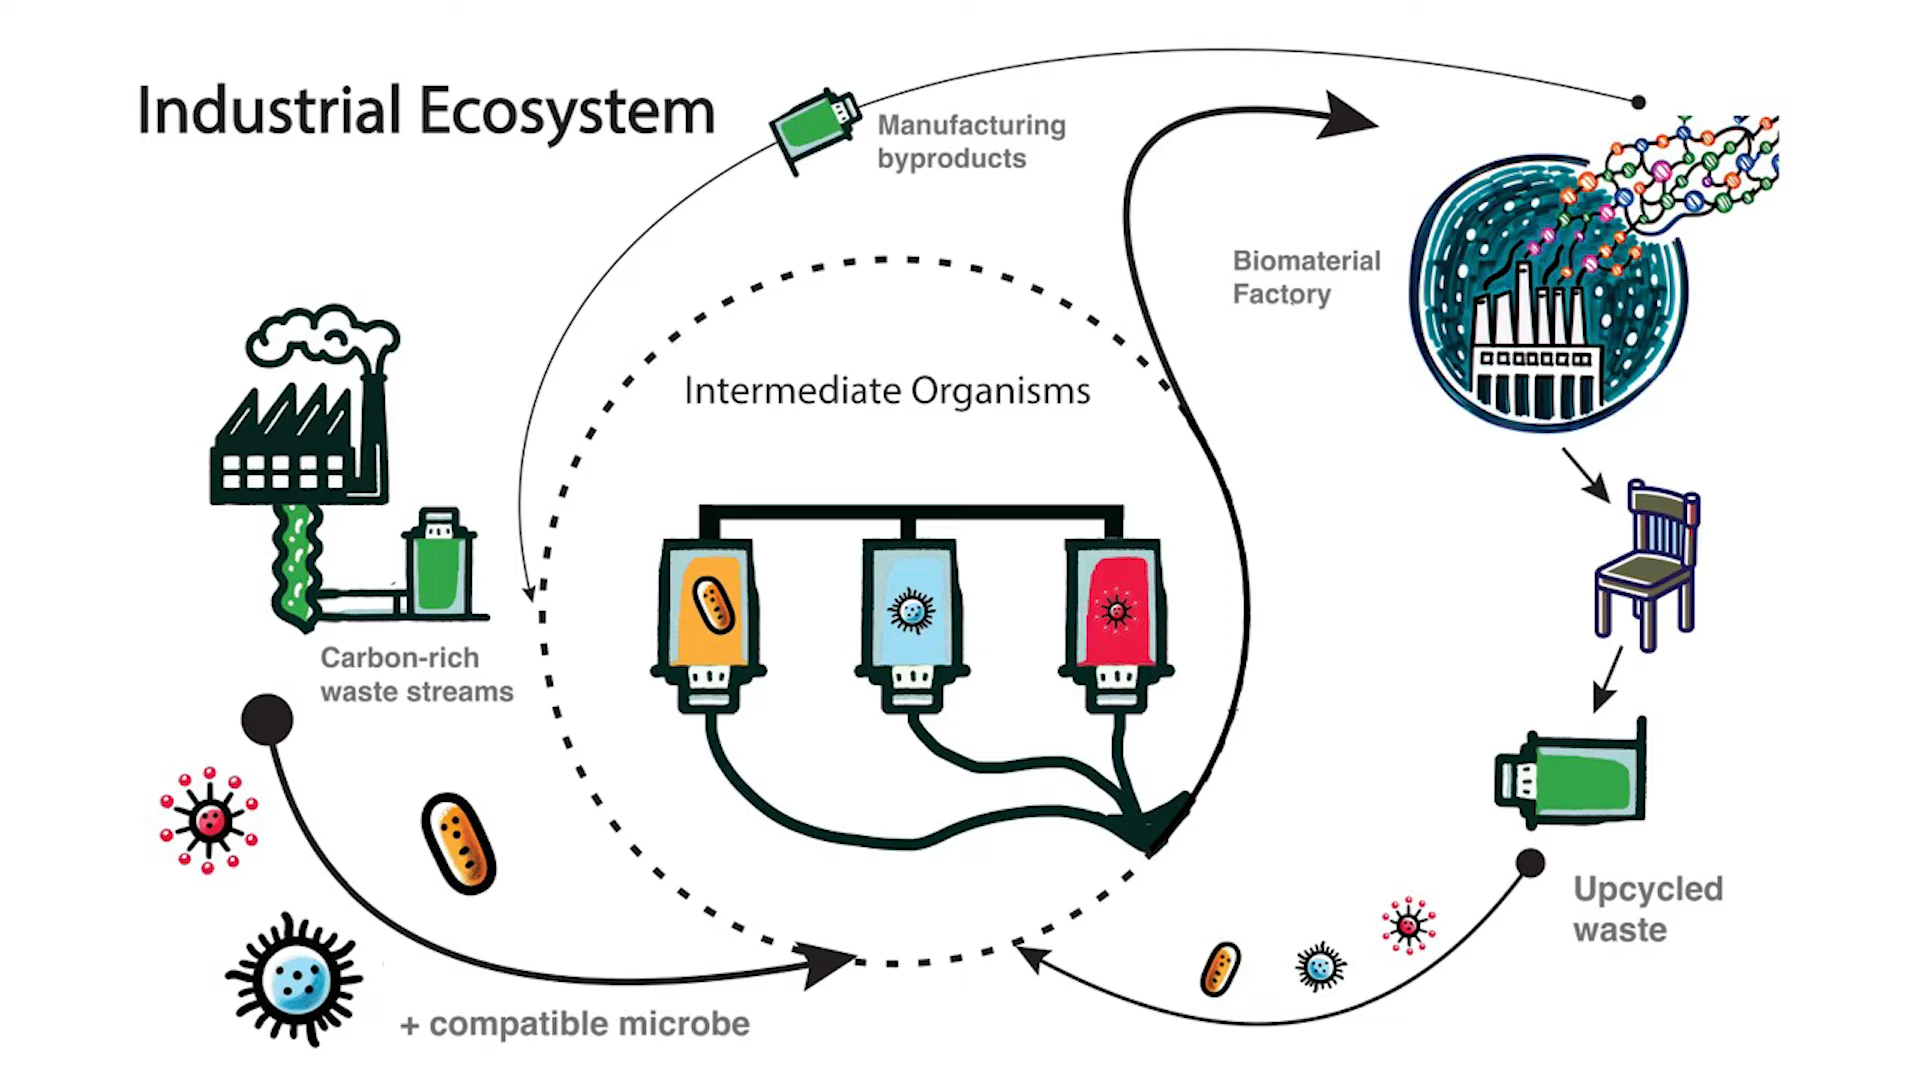 Industrial Ecosystem
Manufacturing
byproducts
Biomaterial
Factory
Intermediate Organisms
Carbon-rich
waste streams
Upcycled
waste
+ compatible microbe